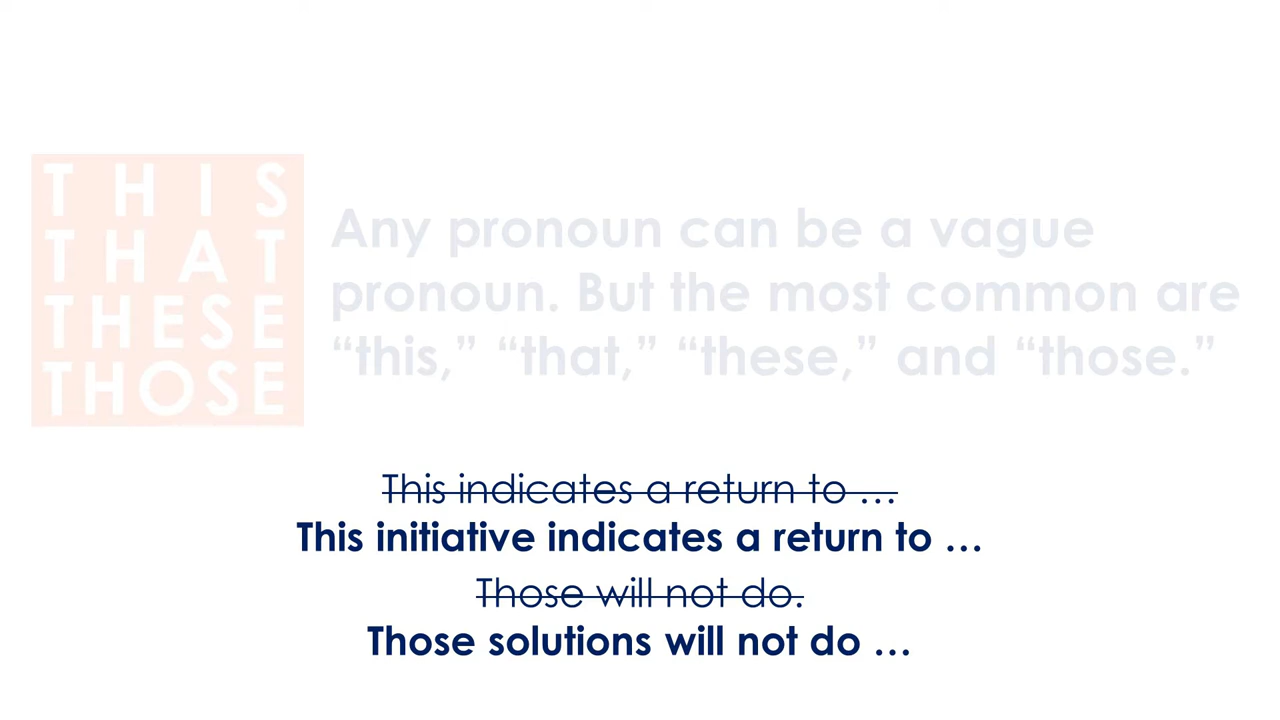 THIS
THAT
THESE
THOSE
Any pronoun can be a vague
pronoun. But the most common are
“this,” “that,” “these,” and “those.”
This indicates a return to …
This initiative indicates a return to …
Those will not do.
Those solutions will not do …